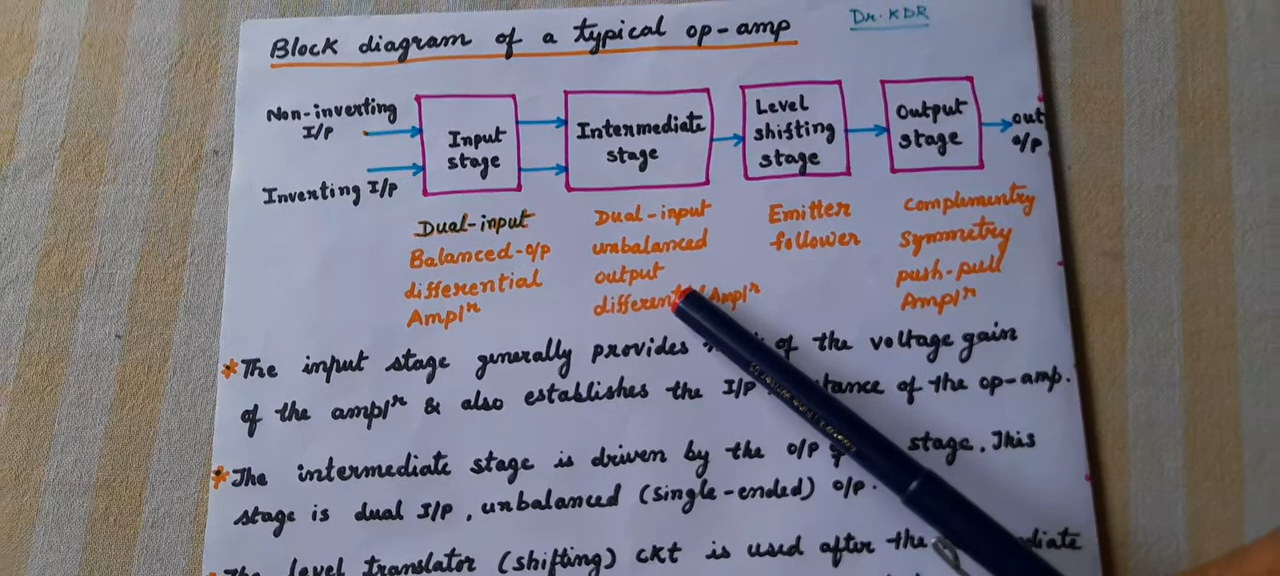 Block diagram of a typical op-amp
Dr. KDR
Non-inverting
I/P
Inverting I/P
Input
stage
Intermediate
stage
Level
shifting
stage
Output
stage
out
o/p
Dual-input
Balanced-o/p
differential
Amplr
Dual-input
unbalanced
output
Amplr
Emitter
follower
Complementry
Symmetry
push-pull
Amplr
*The input stage generally provides of the voltage gain
of the amplr & also establishes the I/P of the op-amp.
*The intermediate stage is driven by the o/p stage. This
stage is dual I/P, unbalanced (single-ended) o/p.
level translator (shifting) ckt is used after the